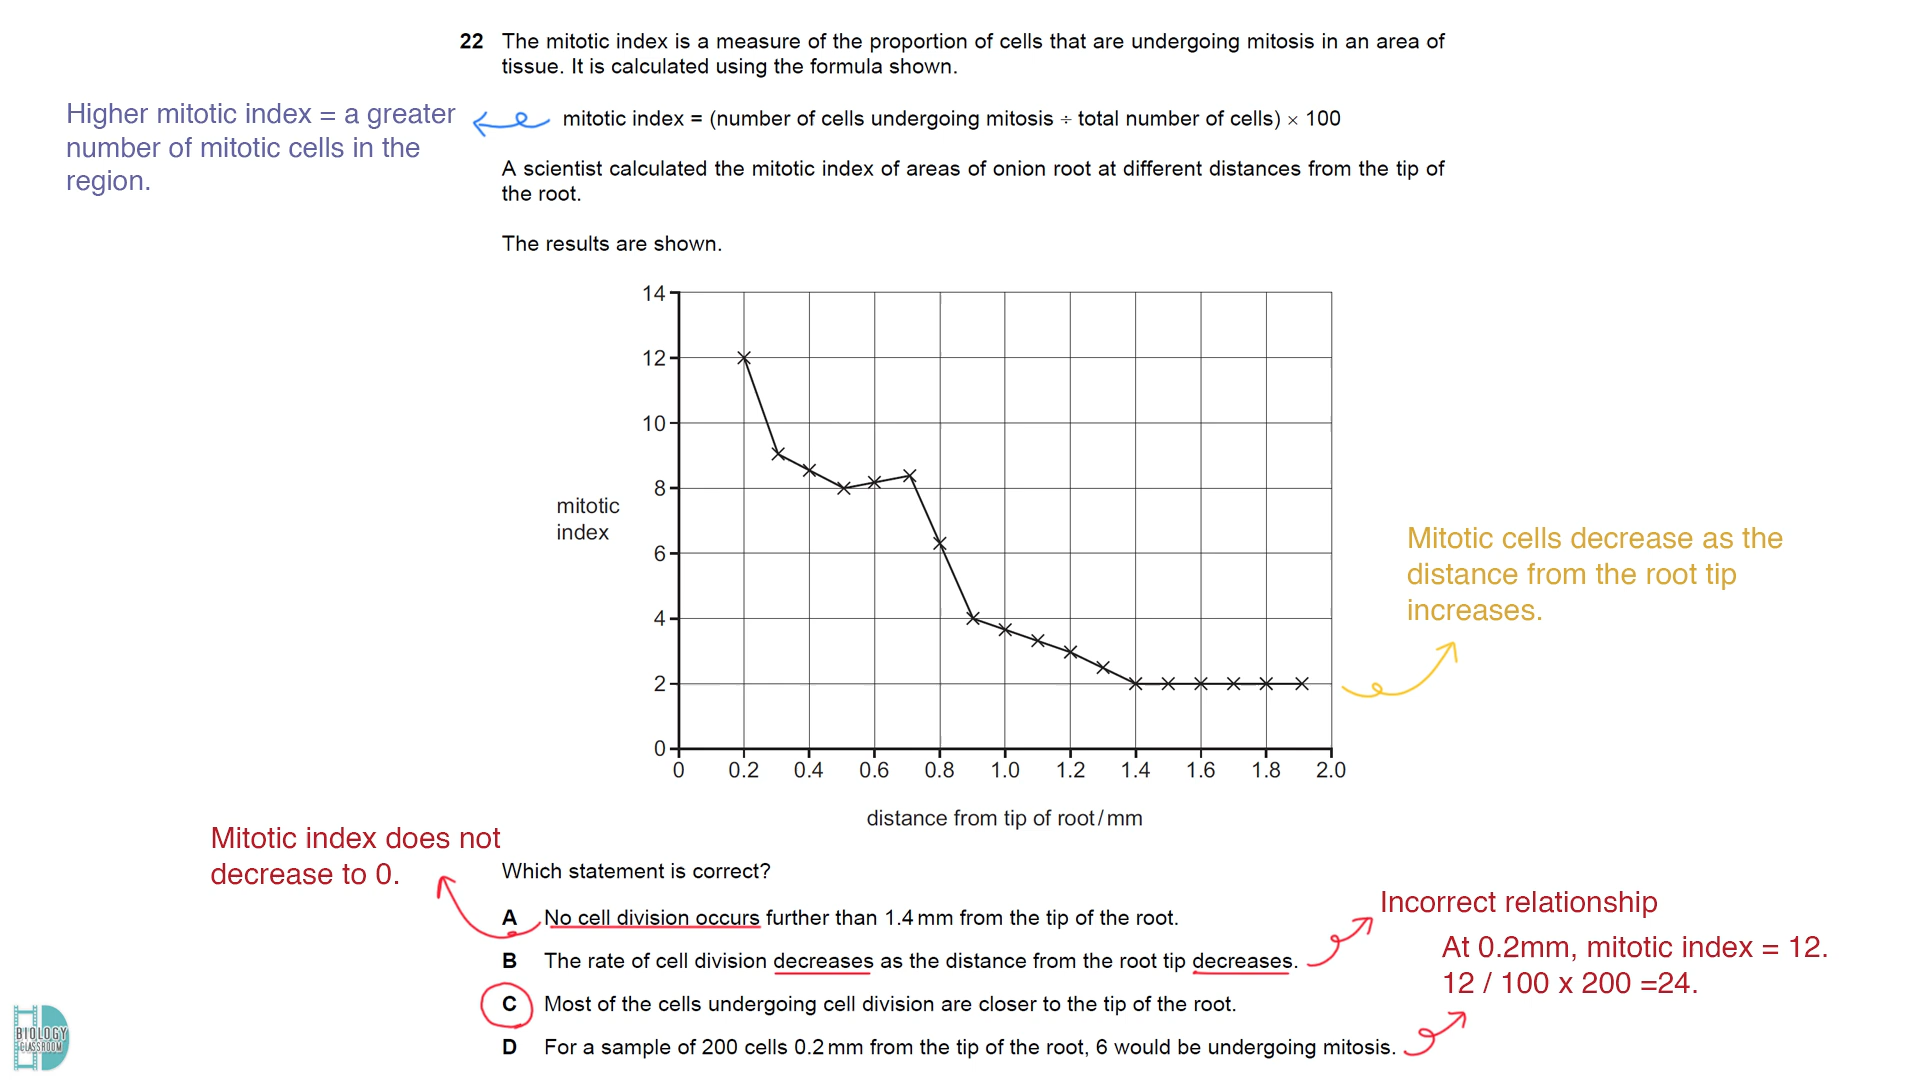 22 The mitotic index is a measure of the proportion of cells that are undergoing mitosis in an area of
tissue. It is calculated using the formula shown.
Higher mitotic index = a greater
number of mitotic cells in the
region.
mitotic index = (number of cells undergoing mitosis ÷ total number of cells) × 100
A scientist calculated the mitotic index of areas of onion root at different distances from the tip of
the root.
The results are shown.
14
12
10
8
6
4
2
0
mitotic
index
0 0.2 0.4 0.6 0.8 1.0 1.2 1.4 1.6 1.8 2.0
distance from tip of root/mm
Mitotic cells decrease as the
distance from the root tip
increases.
Mitotic index does not
decrease to 0.
Which statement is correct?
A No cell division occurs further than 1.4 mm from the tip of the root.
B The rate of cell division decreases as the distance from the root tip decreases.
C Most of the cells undergoing cell division are closer to the tip of the root.
D For a sample of 200 cells 0.2 mm from the tip of the root, 6 would be undergoing mitosis.
Incorrect relationship
At 0.2mm, mitotic index = 12.
12 / 100 x 200 =24.
BIOLOGY
CLASSROOM